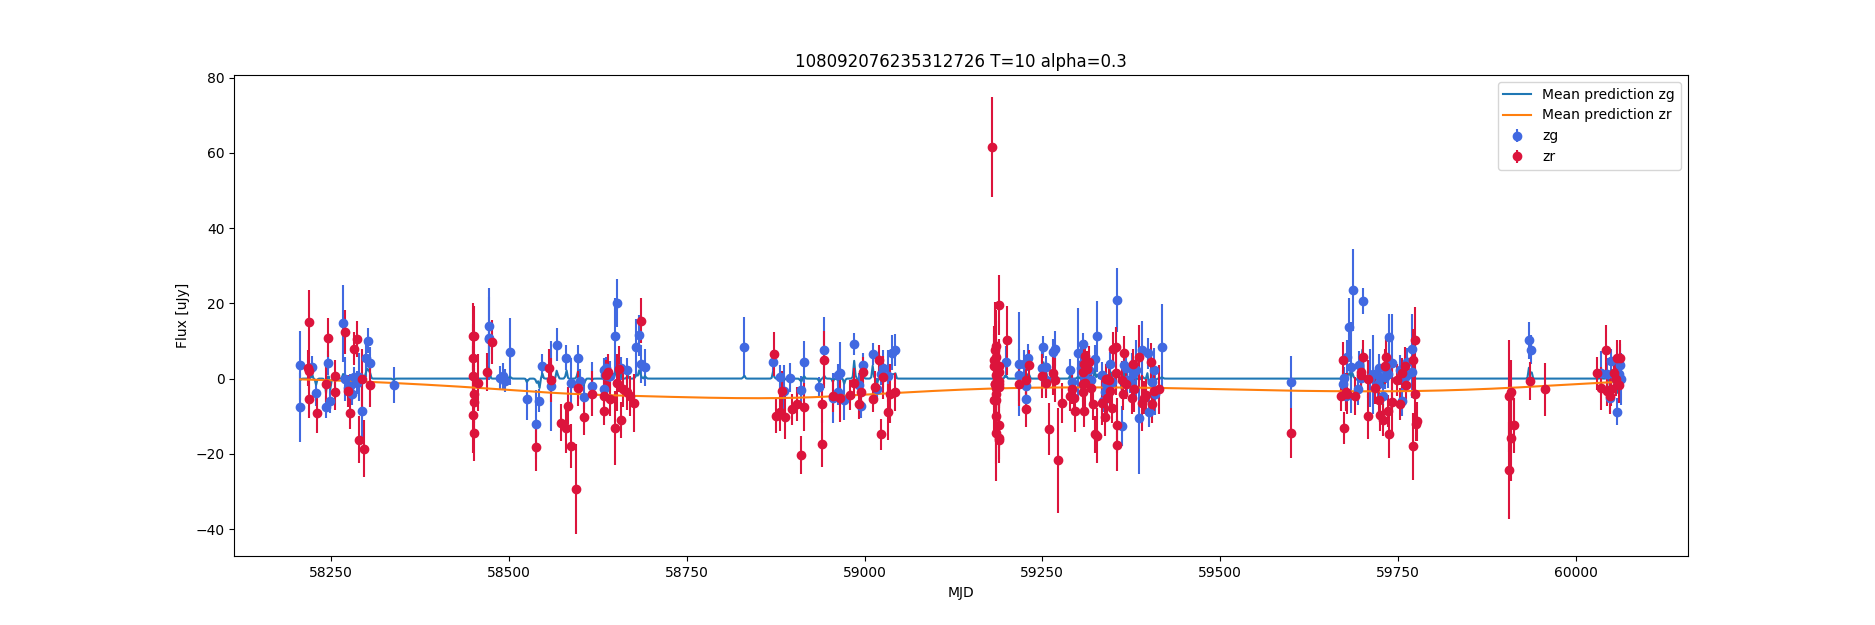 108092076235312726 T=10 alpha=0.3
Flux [uJy]
80
60
40
20
0
−20
−40
58250
58500
58750
59000
59250
59500
59750
60000
MJD
Mean prediction zg
Mean prediction zr
zg
zr